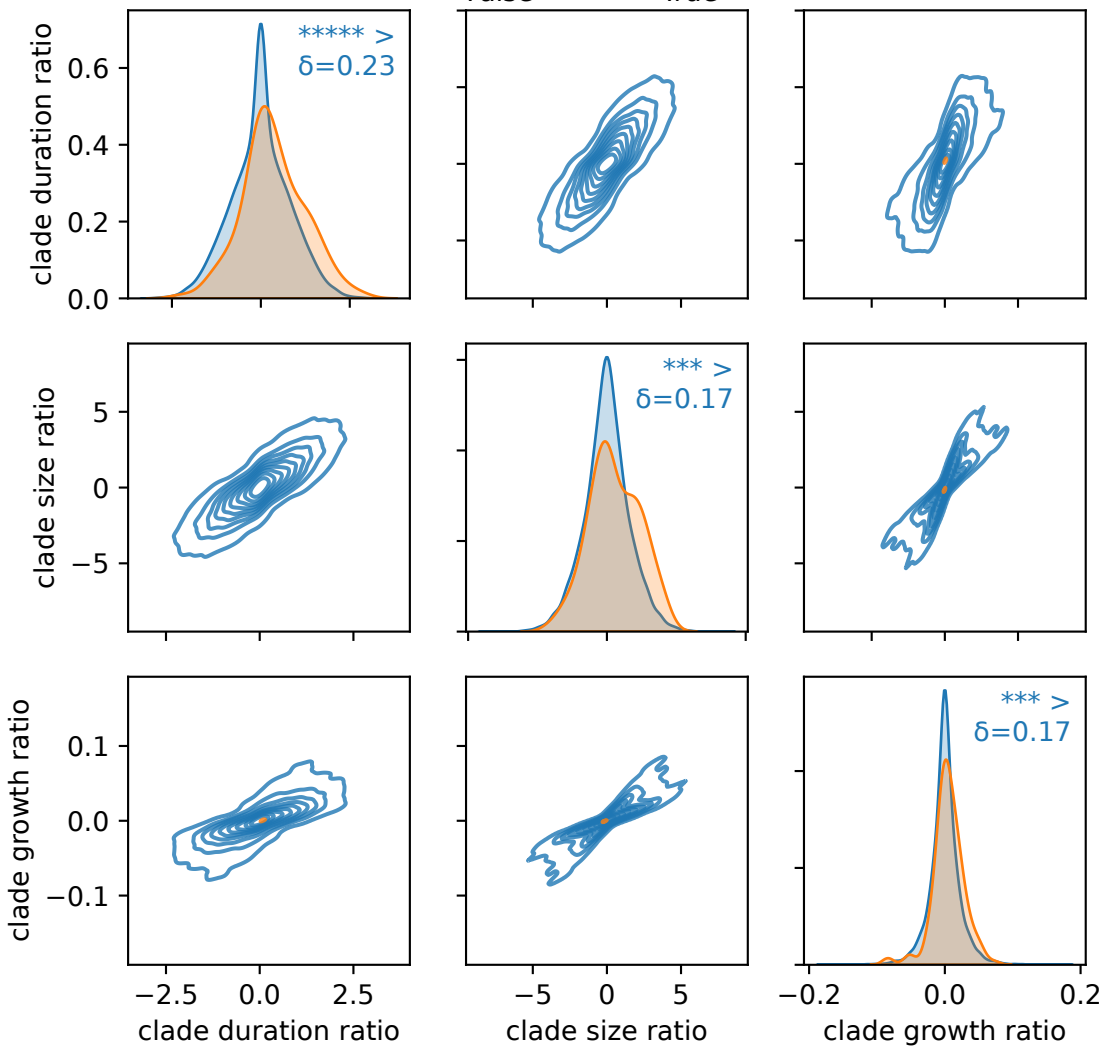 ***** >
δ=0.23
clade duration ratio
0.6
0.4
0.2
0.0
*** >
δ=0.17
clade size ratio
5
0
−5
*** >
δ=0.17
clade growth ratio
0.1
0.0
−0.1
−2.5 0.0 2.5
−5 0 5
−0.2 0.0 0.2
clade duration ratio
clade size ratio
clade growth ratio